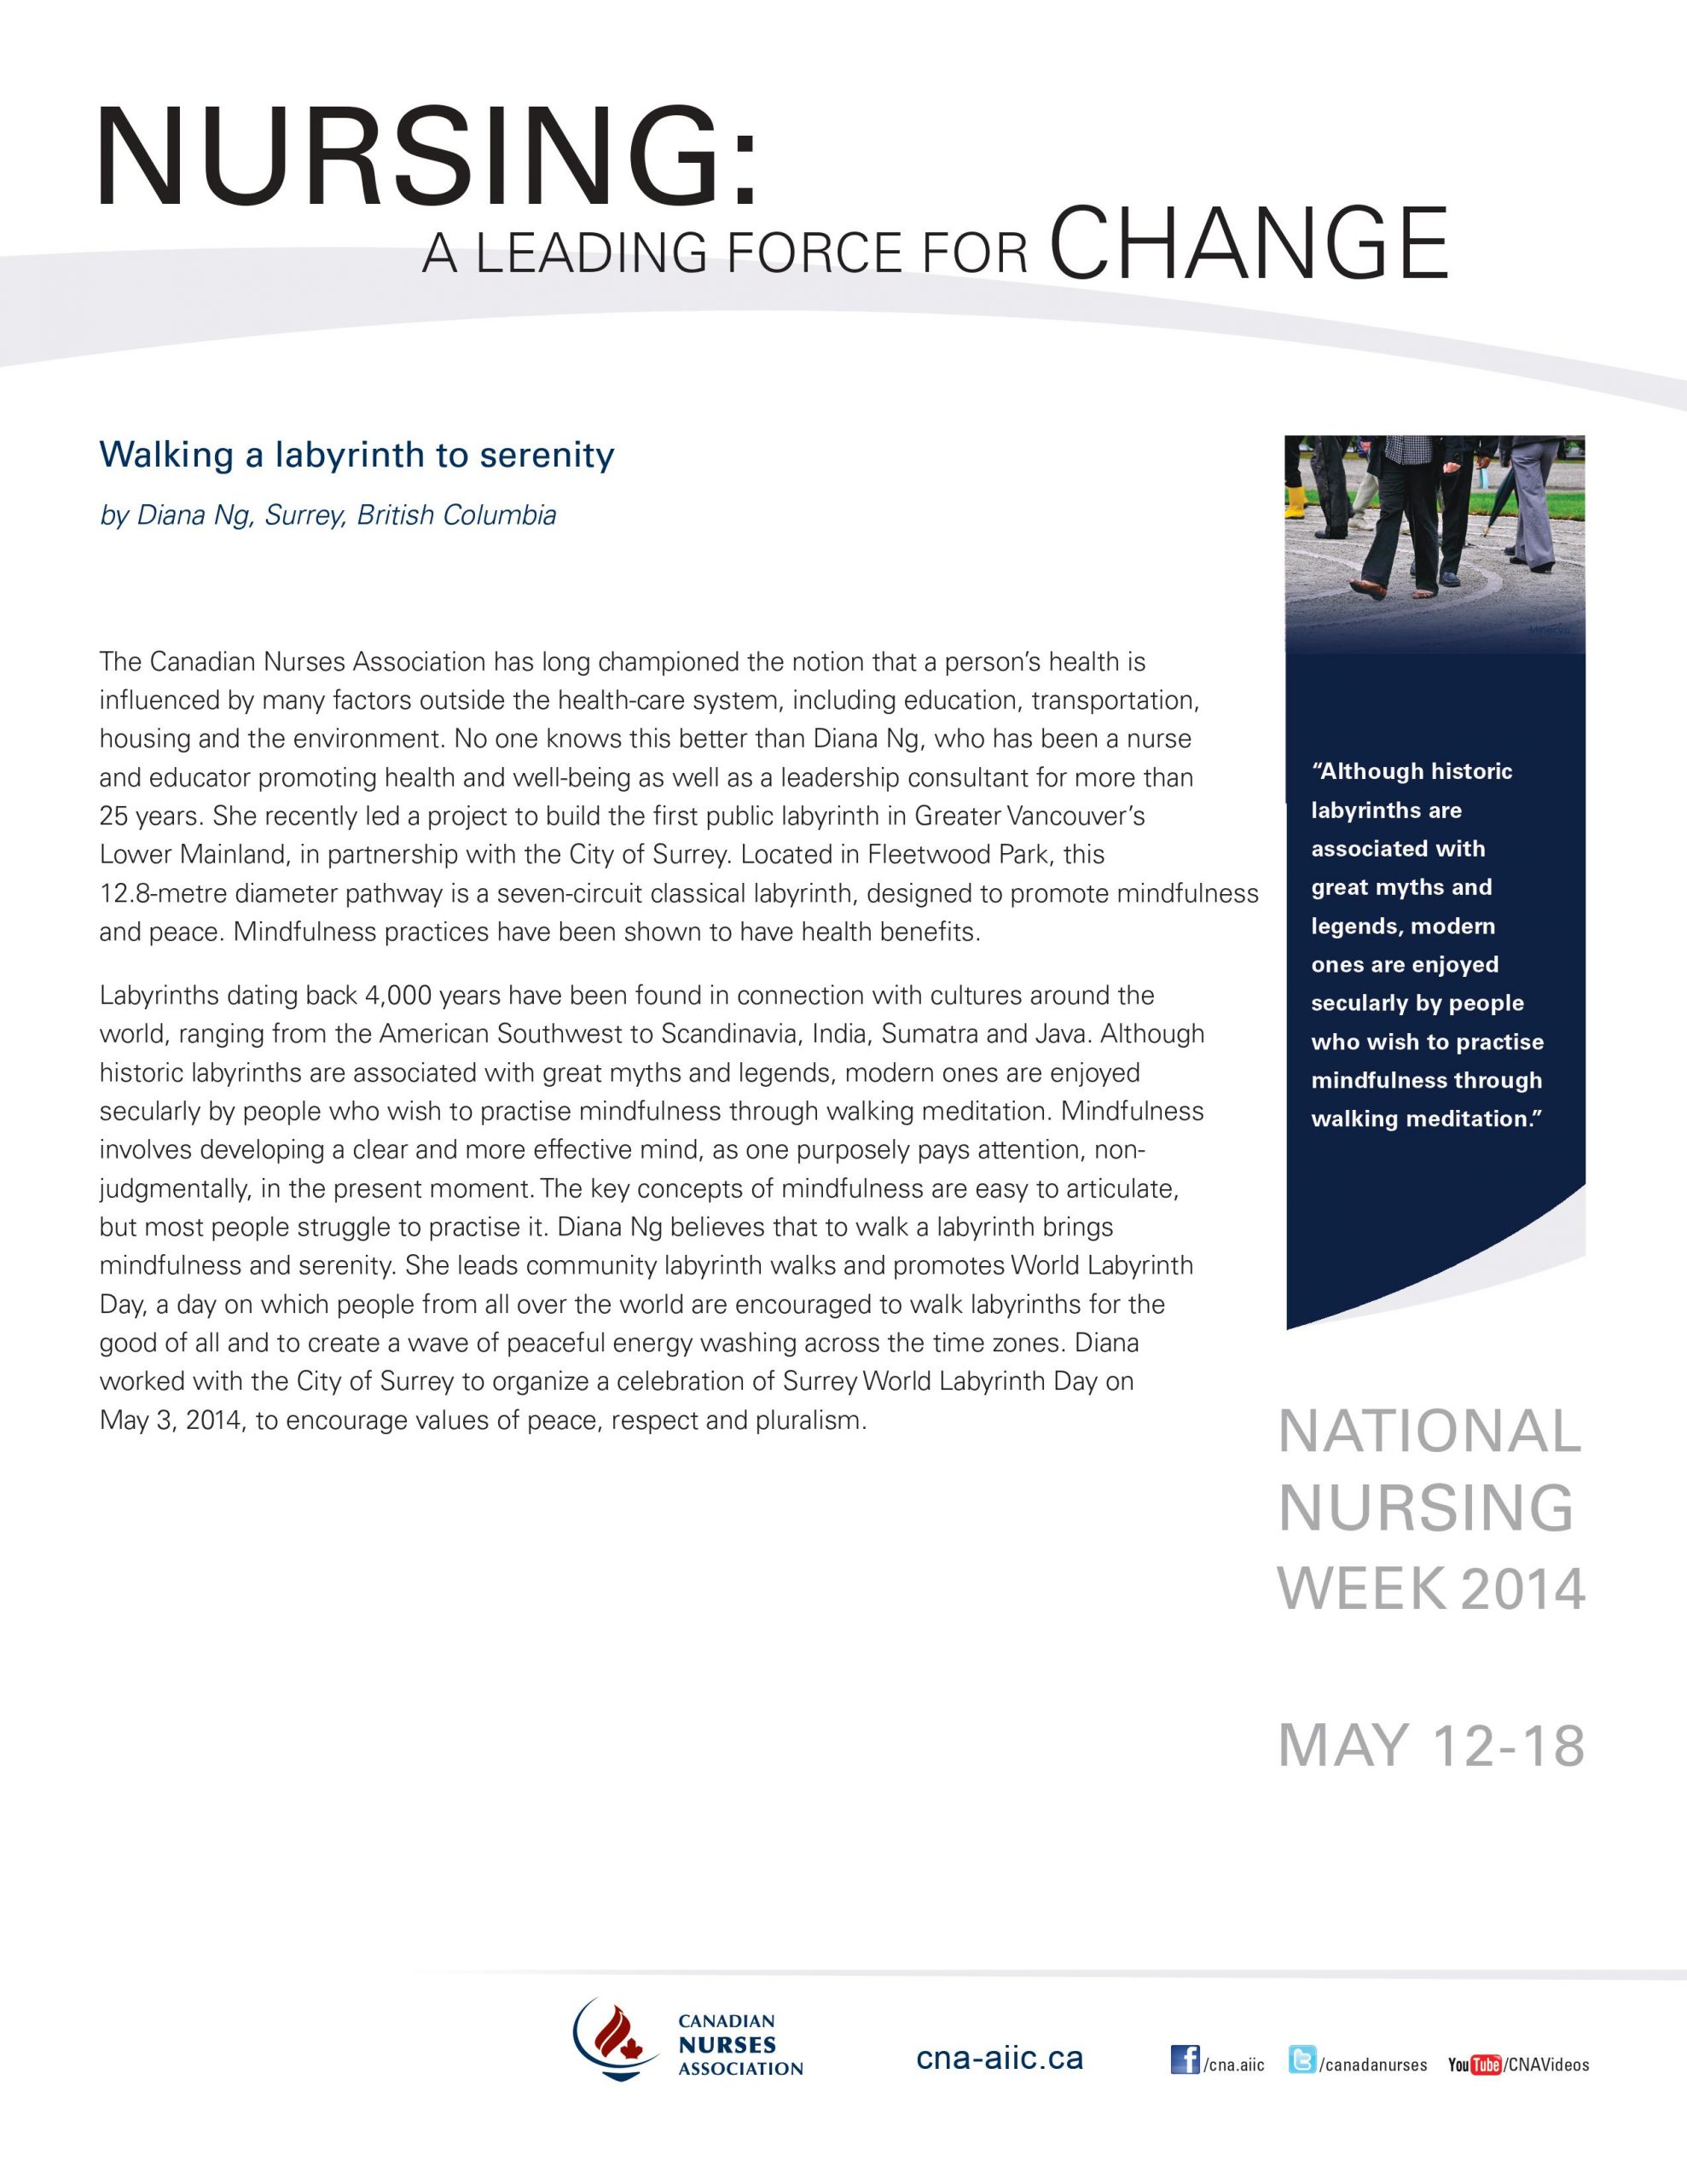 NURSING:
A LEADING FORCE FOR CHANGE
Walking a labyrinth to serenity
by Diana Ng, Surrey, British Columbia
The Canadian Nurses Association has long championed the notion that a person’s health is
influenced by many factors outside the health-care system, including education, transportation,
housing and the environment. No one knows this better than Diana Ng, who has been a nurse
and educator promoting health and well-being as well as a leadership consultant for more than
25 years. She recently led a project to build the first public labyrinth in Greater Vancouver’s
Lower Mainland, in partnership with the City of Surrey. Located in Fleetwood Park, this
12.8-metre diameter pathway is a seven-circuit classical labyrinth, designed to promote mindfulness
and peace. Mindfulness practices have been shown to have health benefits.
Labyrinths dating back 4,000 years have been found in connection with cultures around the
world, ranging from the American Southwest to Scandinavia, India, Sumatra and Java. Although
historic labyrinths are associated with great myths and legends, modern ones are enjoyed
secularly by people who wish to practise mindfulness through walking meditation. Mindfulness
involves developing a clear and more effective mind, as one purposely pays attention, non-
judgmentally, in the present moment. The key concepts of mindfulness are easy to articulate,
but most people struggle to practise it. Diana Ng believes that to walk a labyrinth brings
mindfulness and serenity. She leads community labyrinth walks and promotes World Labyrinth
Day, a day on which people from all over the world are encouraged to walk labyrinths for the
good of all and to create a wave of peaceful energy washing across the time zones. Diana
worked with the City of Surrey to organize a celebration of Surrey World Labyrinth Day on
May 3, 2014, to encourage values of peace, respect and pluralism.
“Although historic
labyrinths are
associated with
great myths and
legends, modern
ones are enjoyed
secularly by people
who wish to practise
mindfulness through
walking meditation.”
NATIONAL
NURSING
WEEK 2014
MAY 12-18
CANADIAN
NURSES
ASSOCIATION
cna-aiic.ca
/cna.aiic
/canadanurses
YouTube/CNAVideos